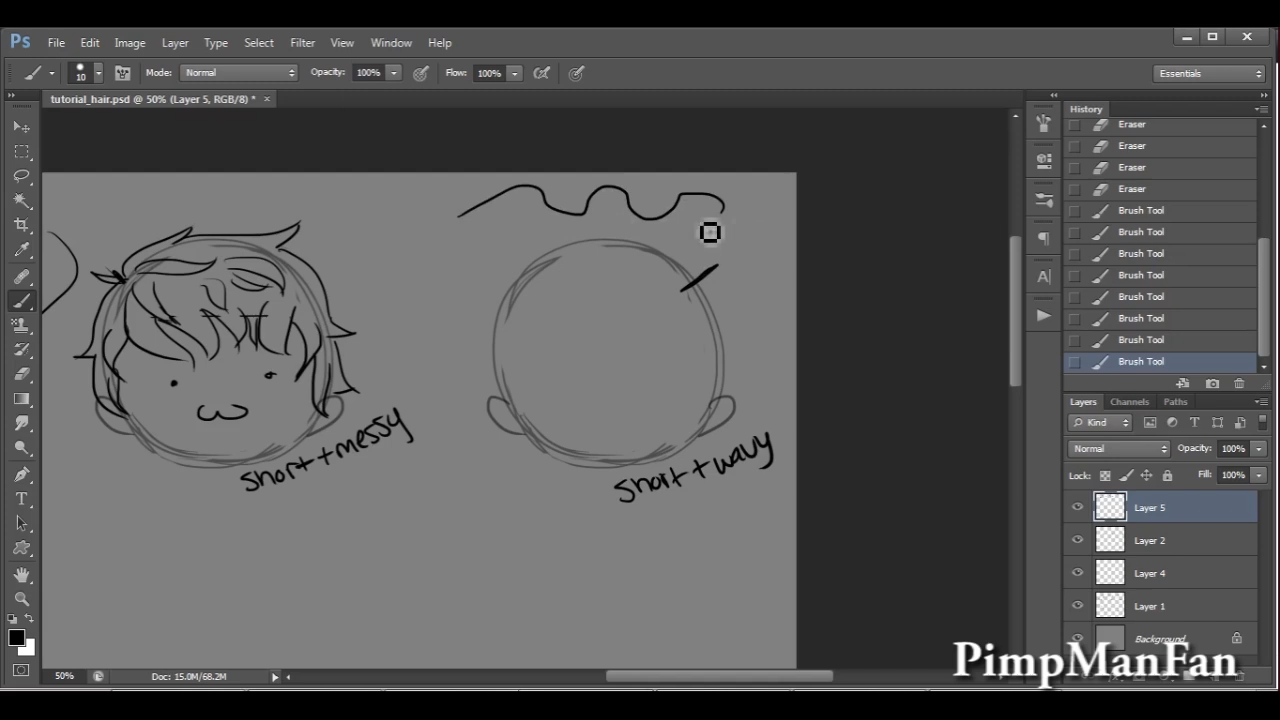 Ps File Edit Image Layer Type Select Filter View Window Help
10 Mode: Normal Opacity: 100% Flow: 100% Essentials
tutorial_hair.psd @ 50% (Layer 5, RGB/8) * ×
History
Eraser
Eraser
Eraser
Eraser
Brush Tool
Brush Tool
Brush Tool
Brush Tool
Brush Tool
Brush Tool
Brush Tool
Brush Tool
short+messy
short+wavy
Layers Channels Paths
Kind
Normal Opacity: 100%
Lock: Fill: 100%
Layer 5
Layer 2
Layer 4
Layer 1
Background
PimpManFan
50% Doc: 15.0M/68.2M